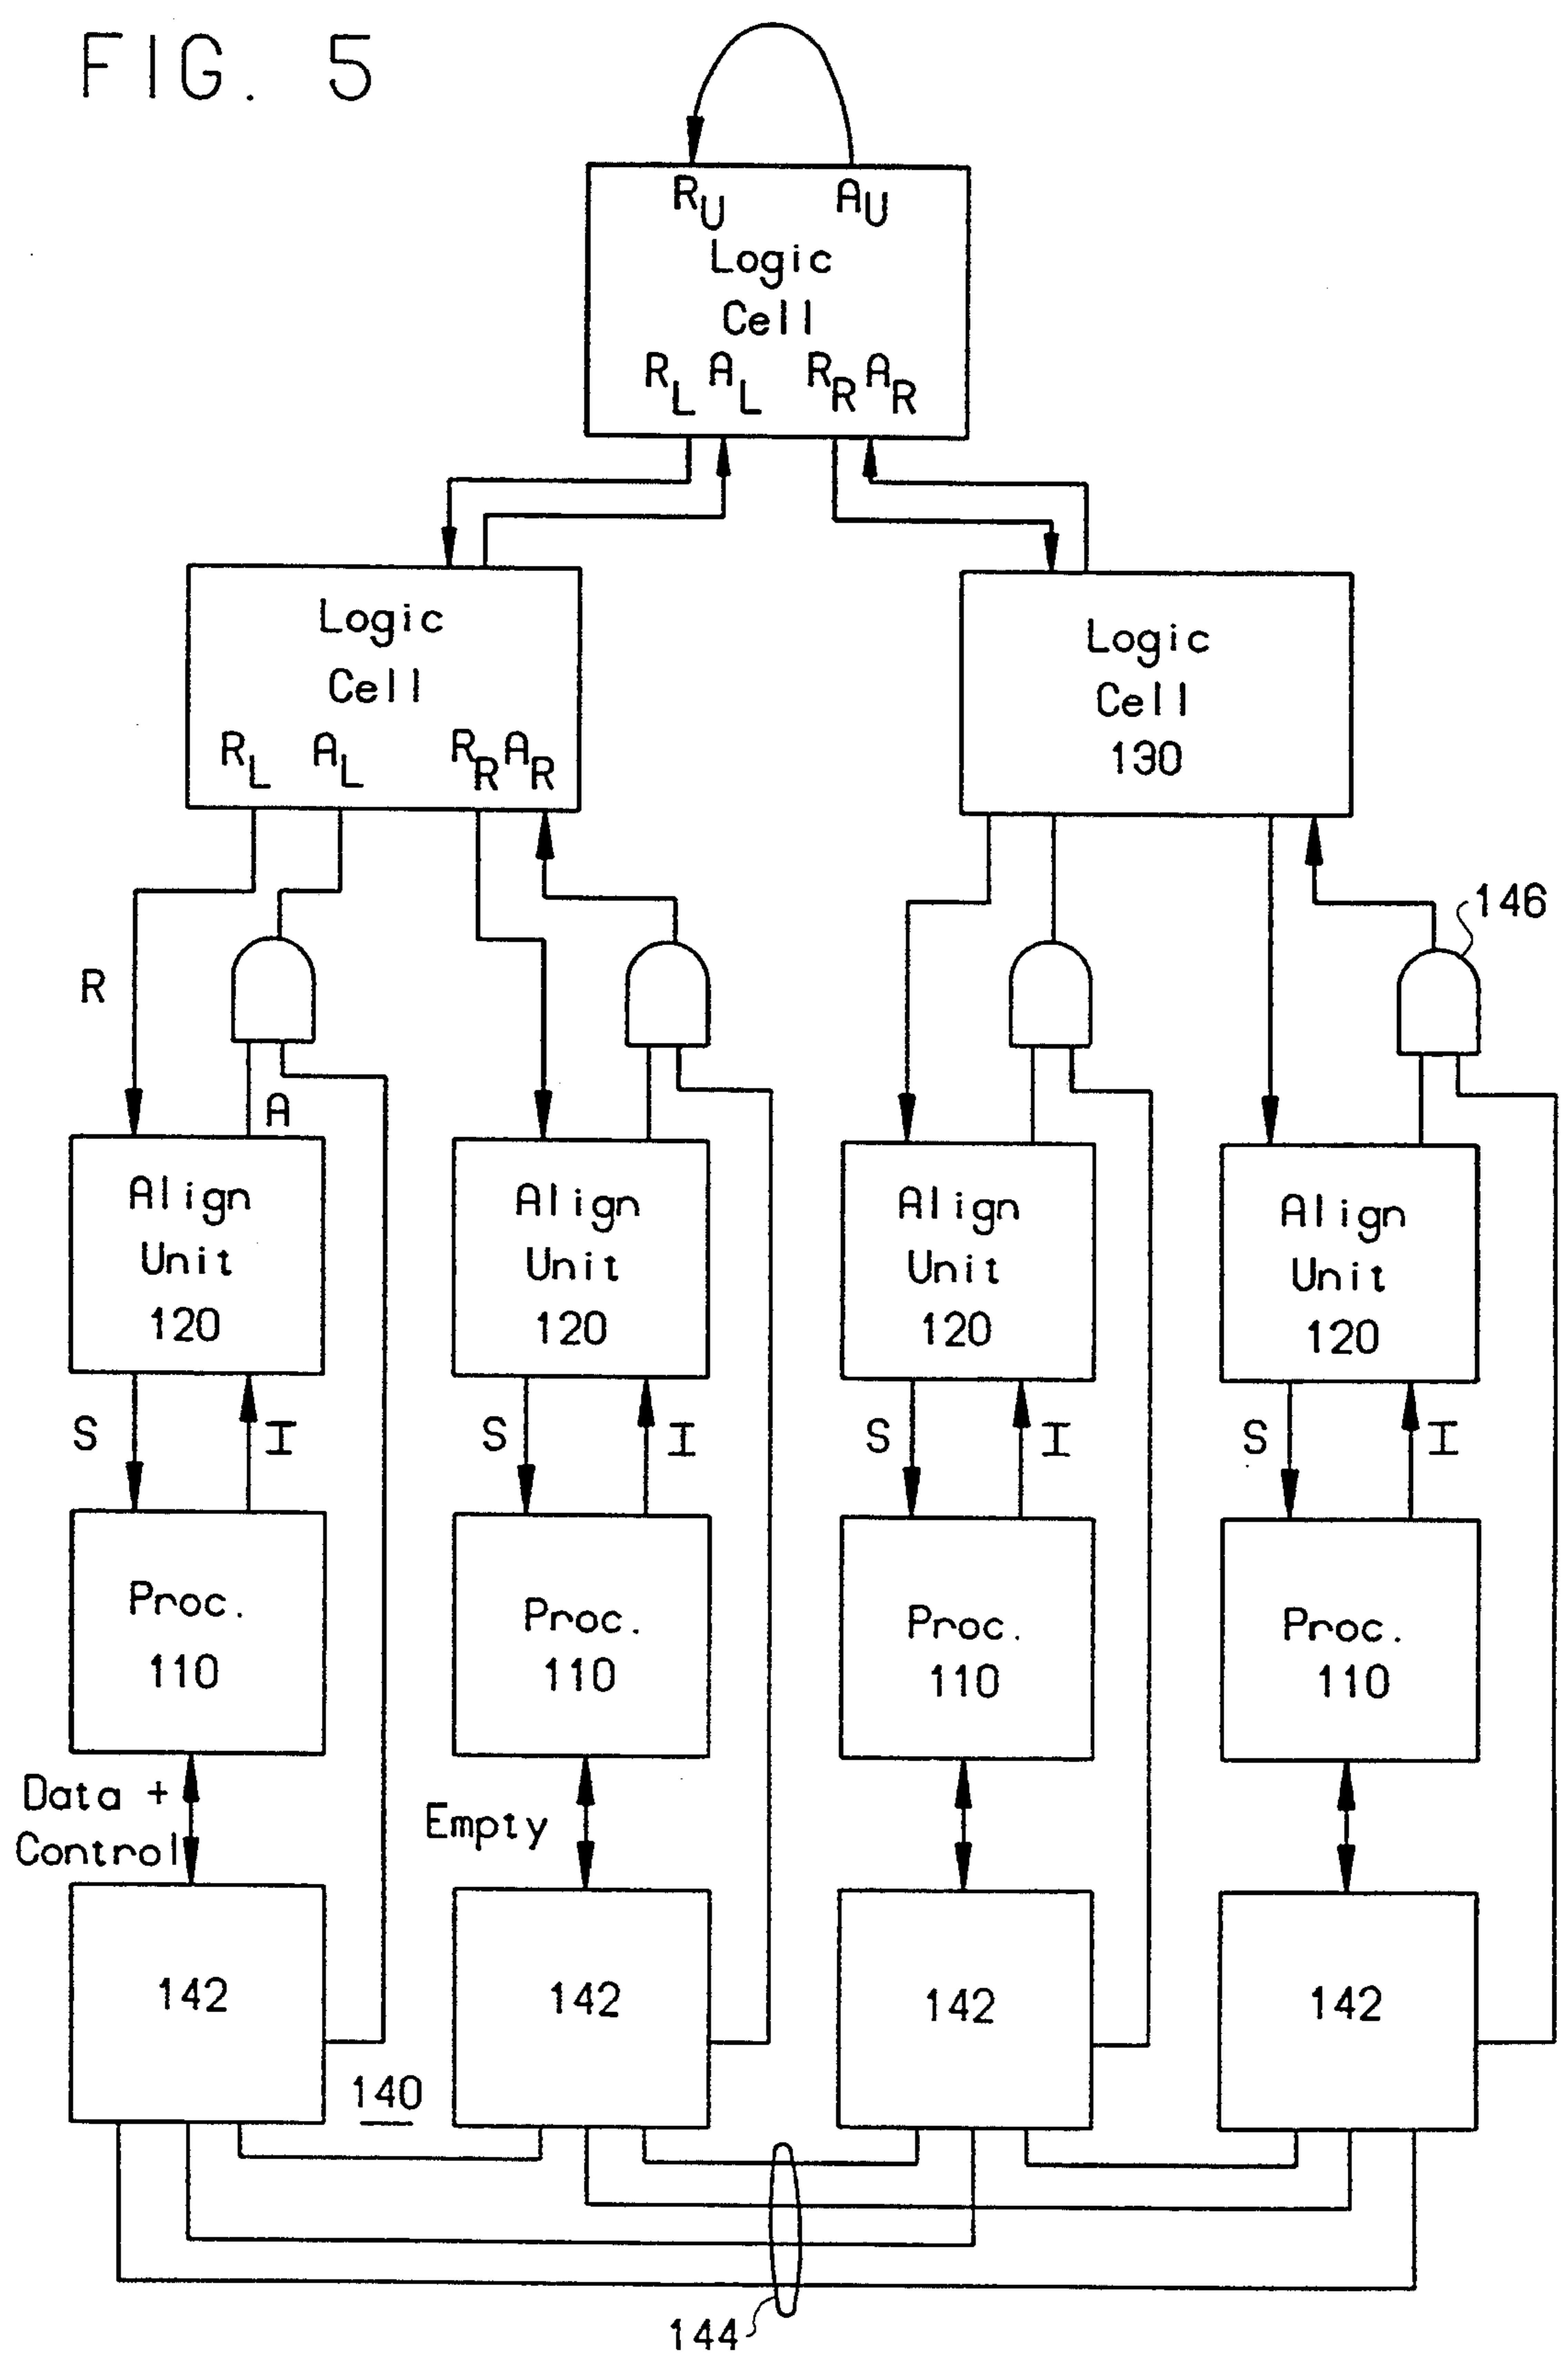 FIG. 5
R_U A_U
Logic
Cell
R_L A_L R_R A_R
Logic
Cell
R_L A_L R_R A_R
Logic
Cell
130
146
R
A
Align
Unit
120
Align
Unit
120
Align
Unit
120
Align
Unit
120
S I S I S I S I
Proc.
110
Proc.
110
Proc.
110
Proc.
110
Data +
Control
Empty
142
142
142
142
140
144